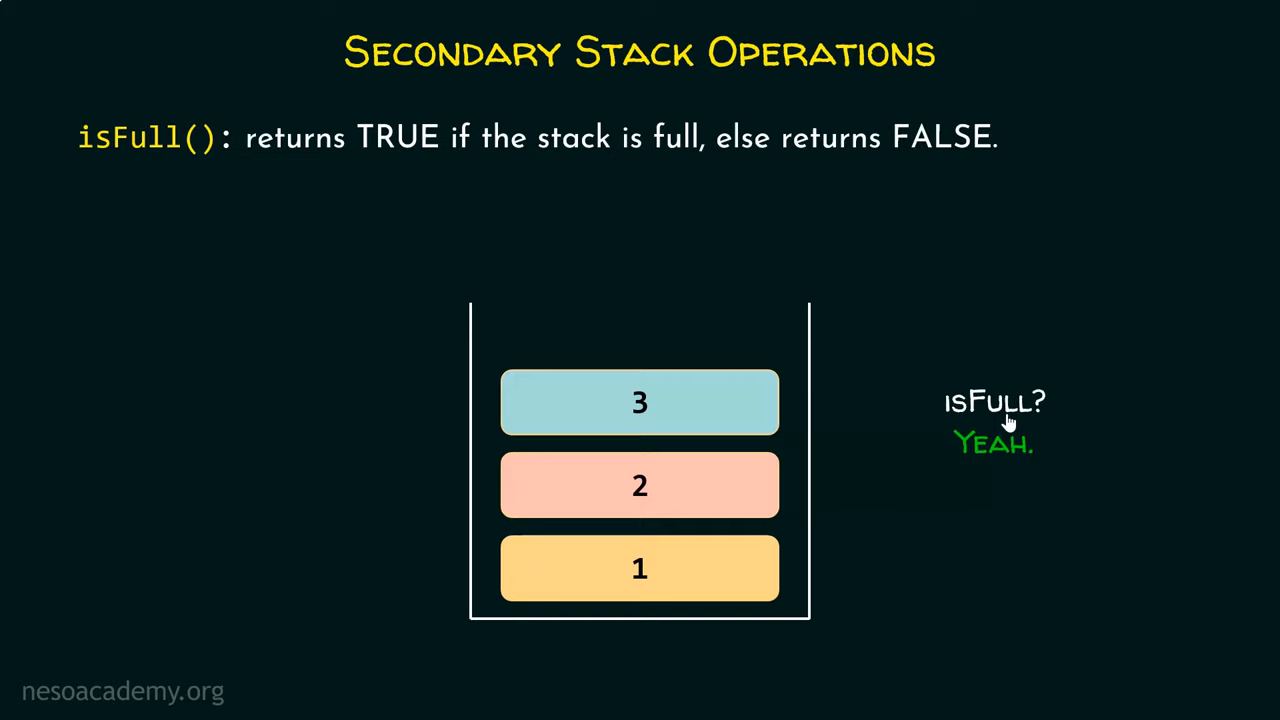 Secondary Stack Operations
isFull(): returns TRUE if the stack is full, else returns FALSE.
3
isFull?
Yeah.
2
1
nesoacademy.org